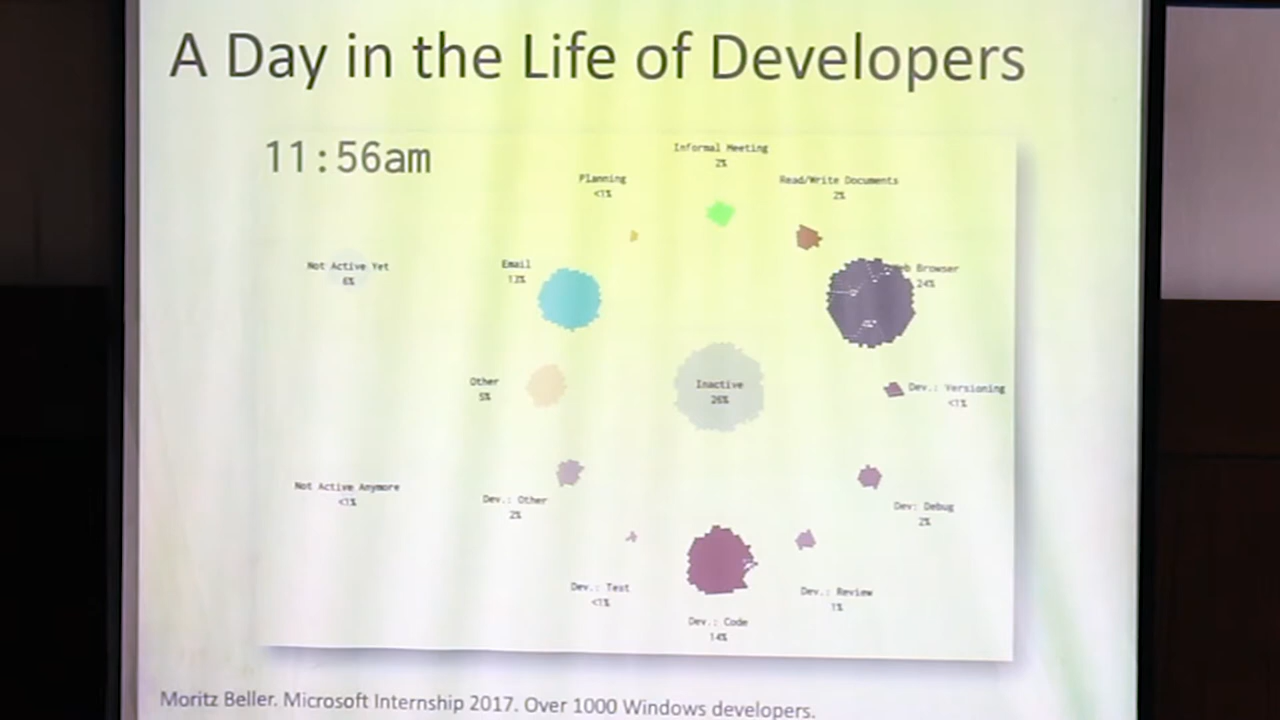 A Day in the Life of Developers
11:56am
Informal Meeting
2%
Planning
<1%
Read/Write Documents
2%
Not Active Yet
6%
Email
13%
Browser
24%
Other
5%
Inactive
26%
Dev.: Versioning
<1%
Not Active Anymore
<1%
Dev.: Other
2%
Dev: Debug
2%
Dev.: Test
<1%
Dev.: Review
1%
Dev.: Code
14%
Moritz Beller. Microsoft Internship 2017. Over 1000 Windows developers.